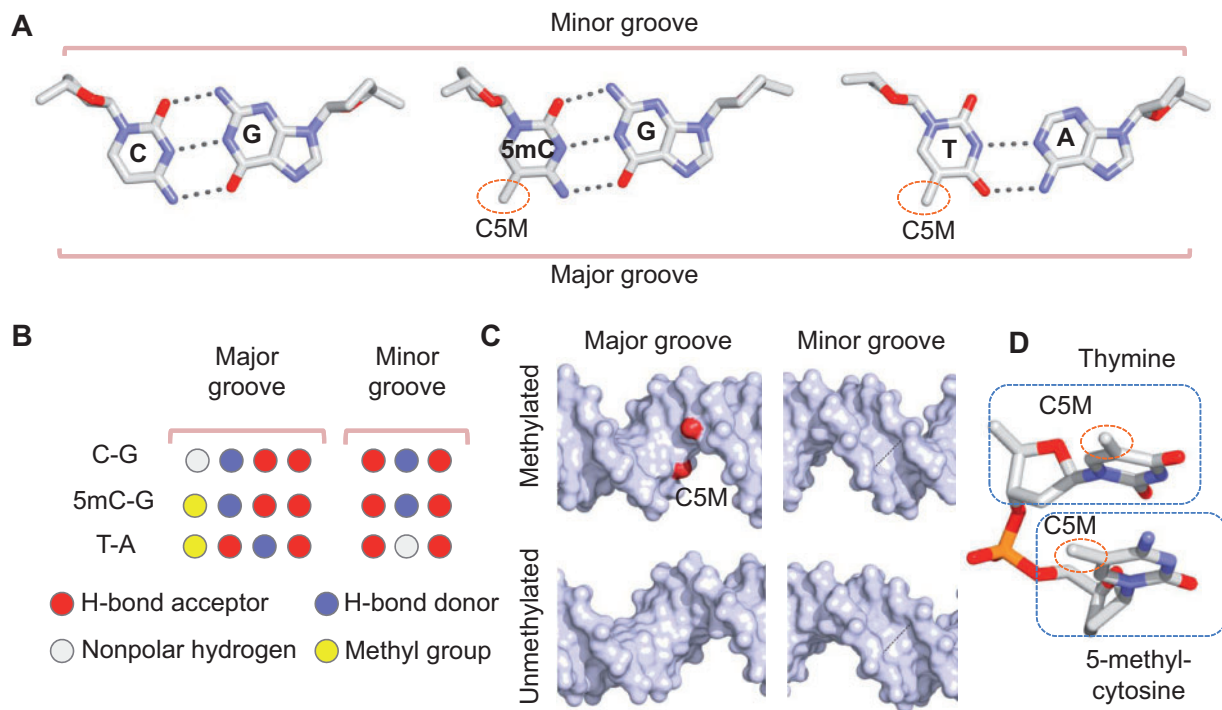 A
Minor groove
C
G
5mC
G
T
A
C5M
C5M
Major groove
B
Major
groove
Minor
groove
C-G
5mC-G
T-A
H-bond acceptor
H-bond donor
Nonpolar hydrogen
Methyl group
C
Major groove
Minor groove
Methylated
C5M
Unmethylated
D
Thymine
C5M
C5M
5-methyl-
cytosine